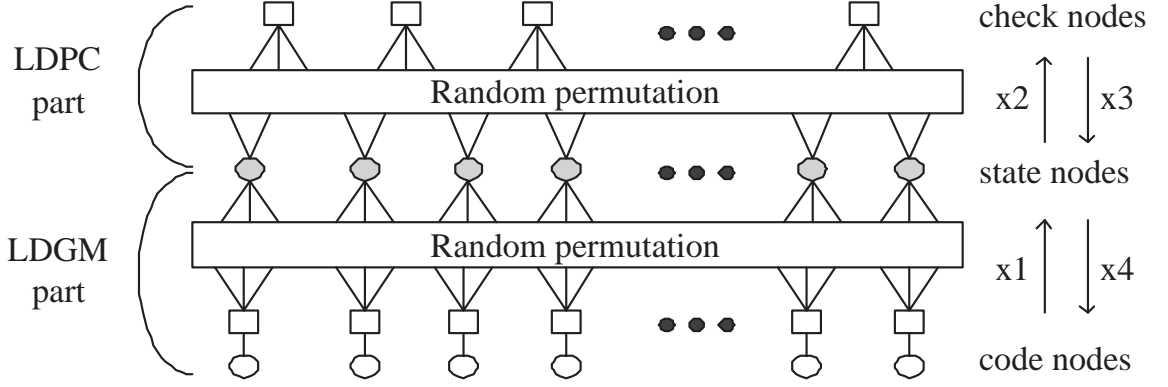 check nodes
LDPC
part
Random permutation
x2
x3
state nodes
LDGM
part
Random permutation
x1
x4
code nodes